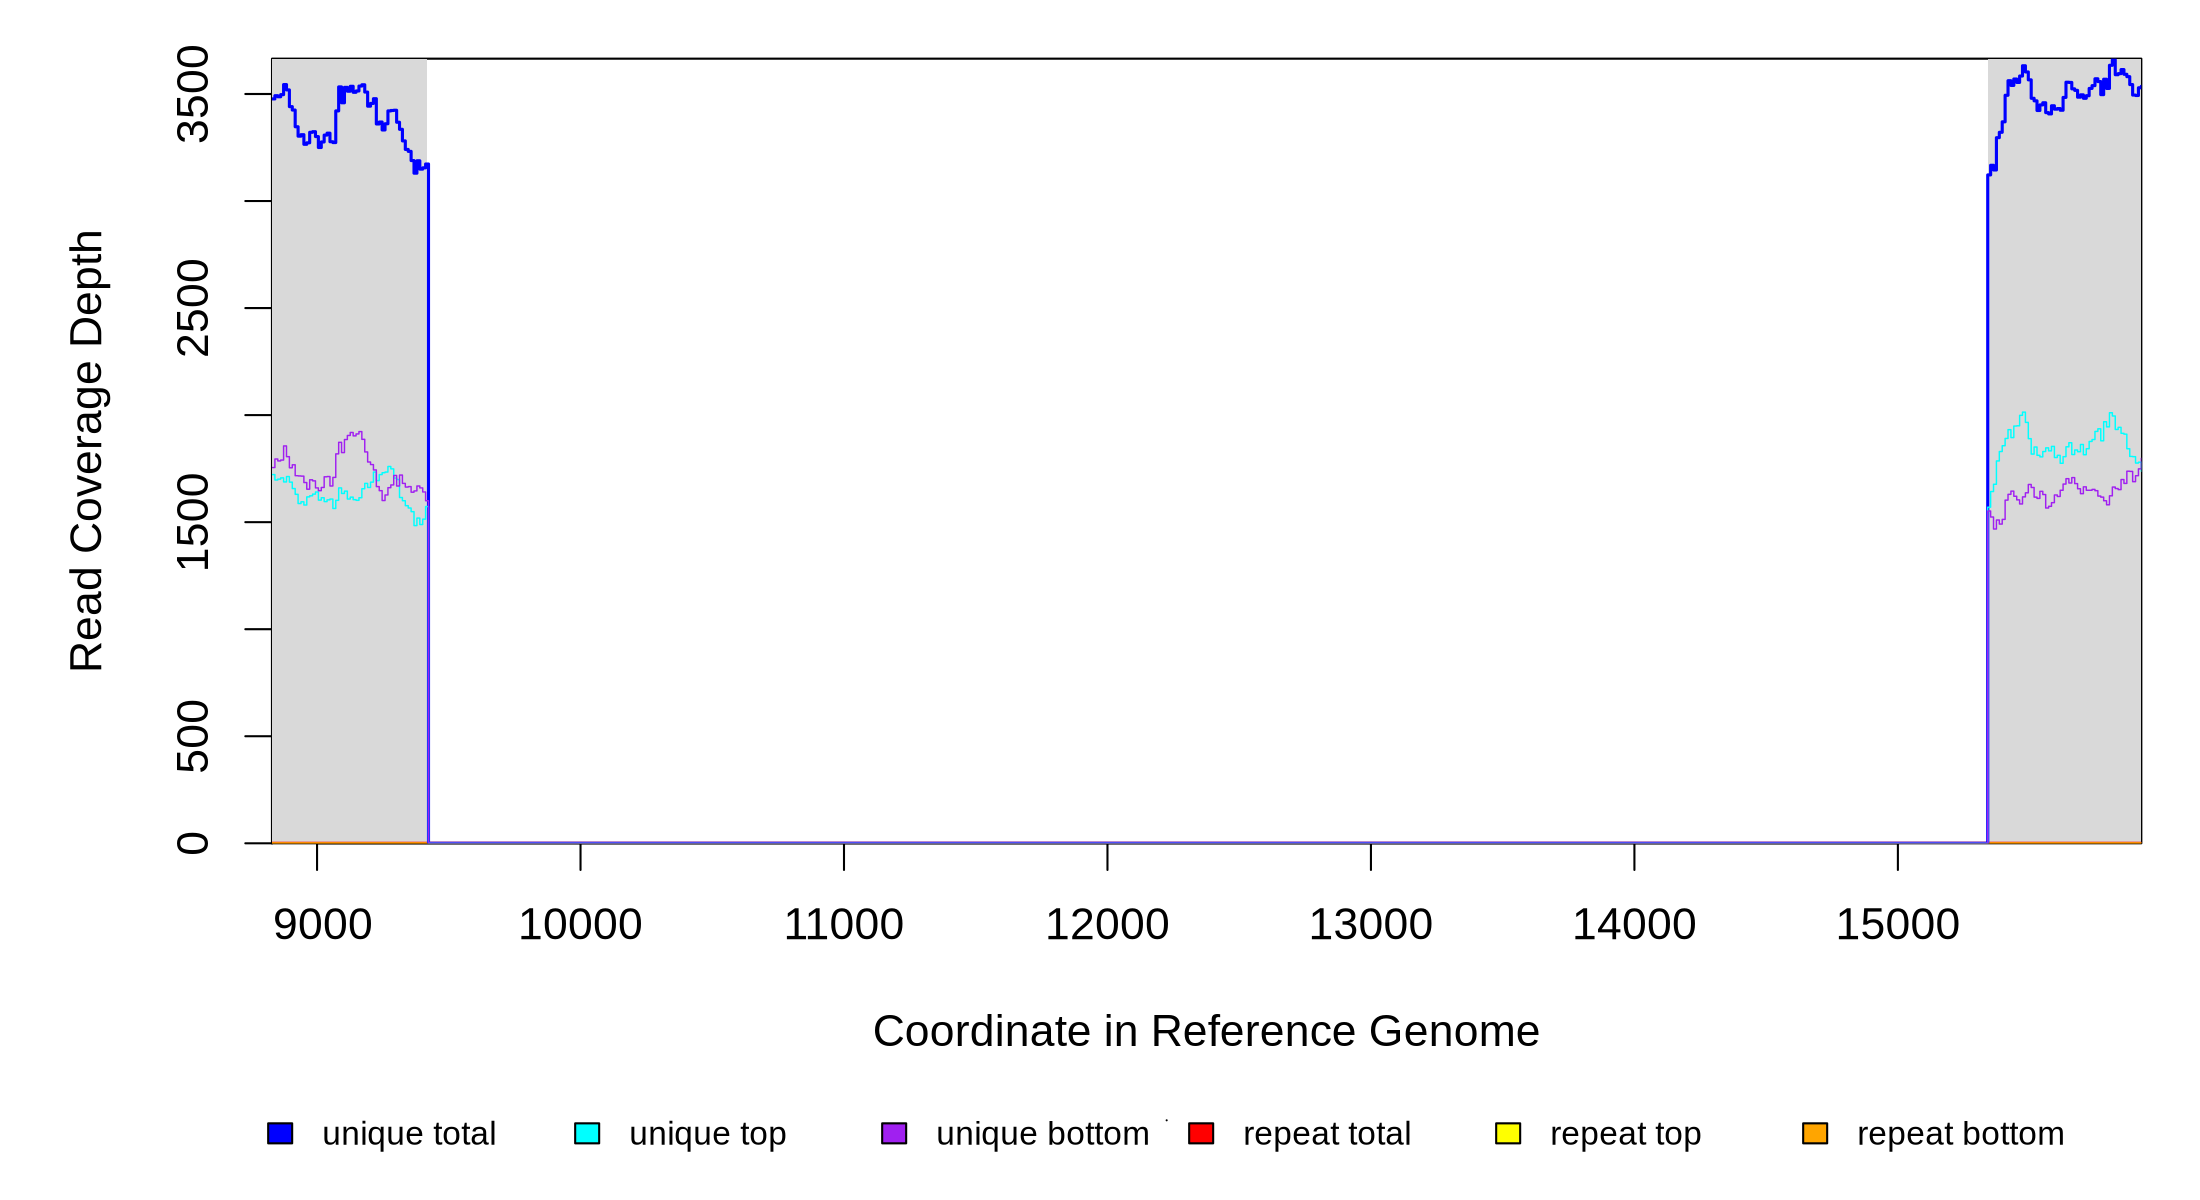 Read Coverage Depth
3500
2500
1500
500
0
9000 10000 11000 12000 13000 14000 15000
Coordinate in Reference Genome
unique total unique top unique bottom repeat total repeat top repeat bottom